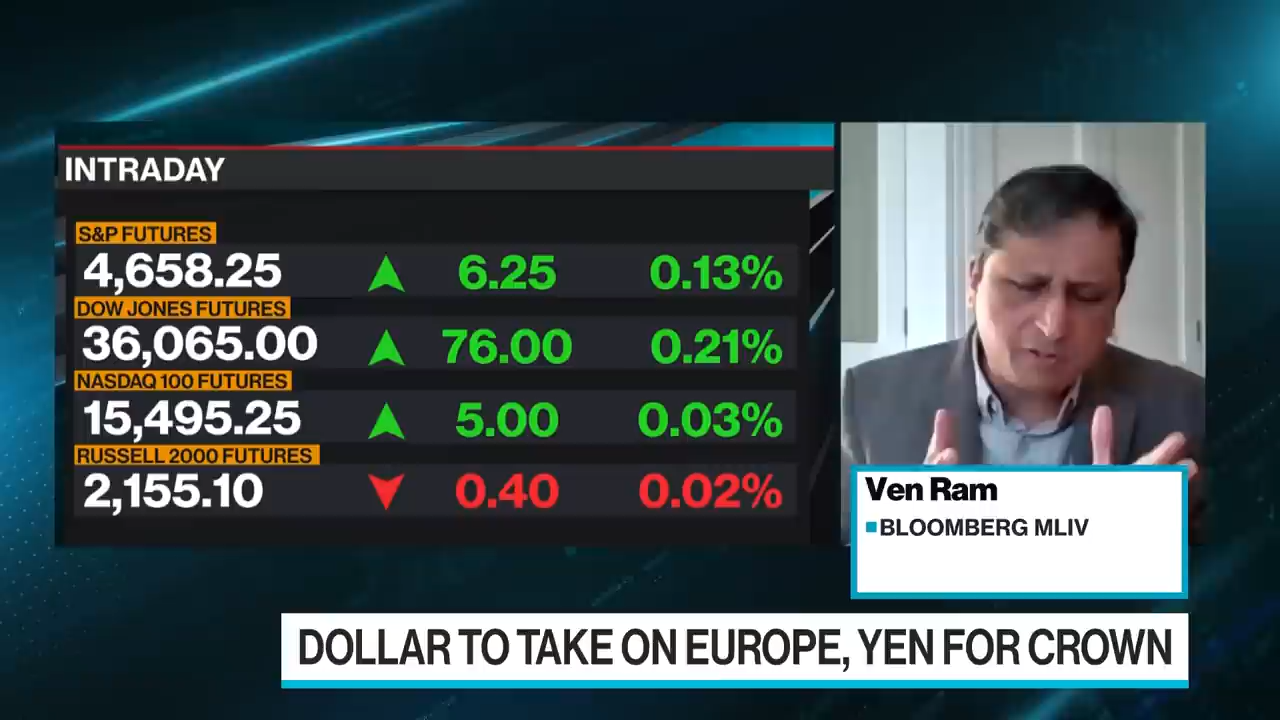 INTRADAY
S&P FUTURES
4,658.25 6.25 0.13%
DOW JONES FUTURES
36,065.00 76.00 0.21%
NASDAQ 100 FUTURES
15,495.25 5.00 0.03%
RUSSELL 2000 FUTURES
2,155.10 0.40 0.02%
Ven Ram
BLOOMBERG MLIV
DOLLAR TO TAKE ON EUROPE, YEN FOR CROWN